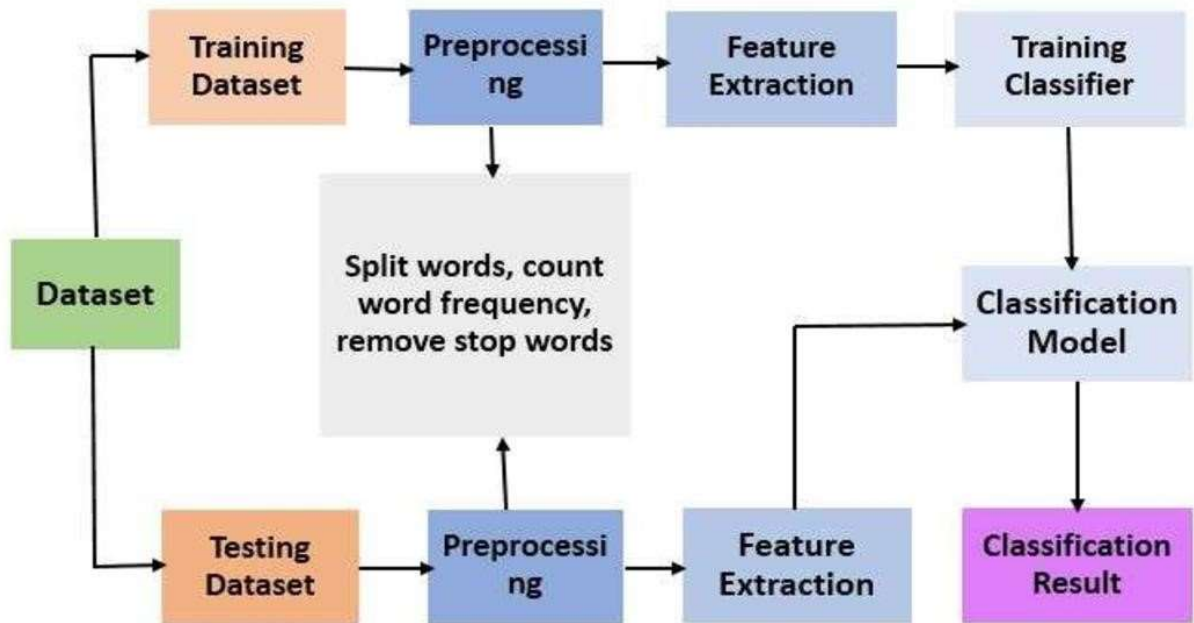 Training
Dataset
Preprocessi
ng
Feature
Extraction
Training
Classifier
Dataset
Split words, count
word frequency,
remove stop words
Classification
Model
Testing
Dataset
Preprocessi
ng
Feature
Extraction
Classification
Result